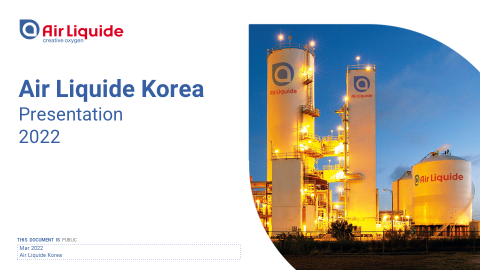 Air Liquide
creative oxygen
Air Liquide Korea
Presentation
2022
Air Liquide
Air Liquide
Air Liquide
THIS DOCUMENT IS PUBLIC
Mar 2022
Air Liquide Korea